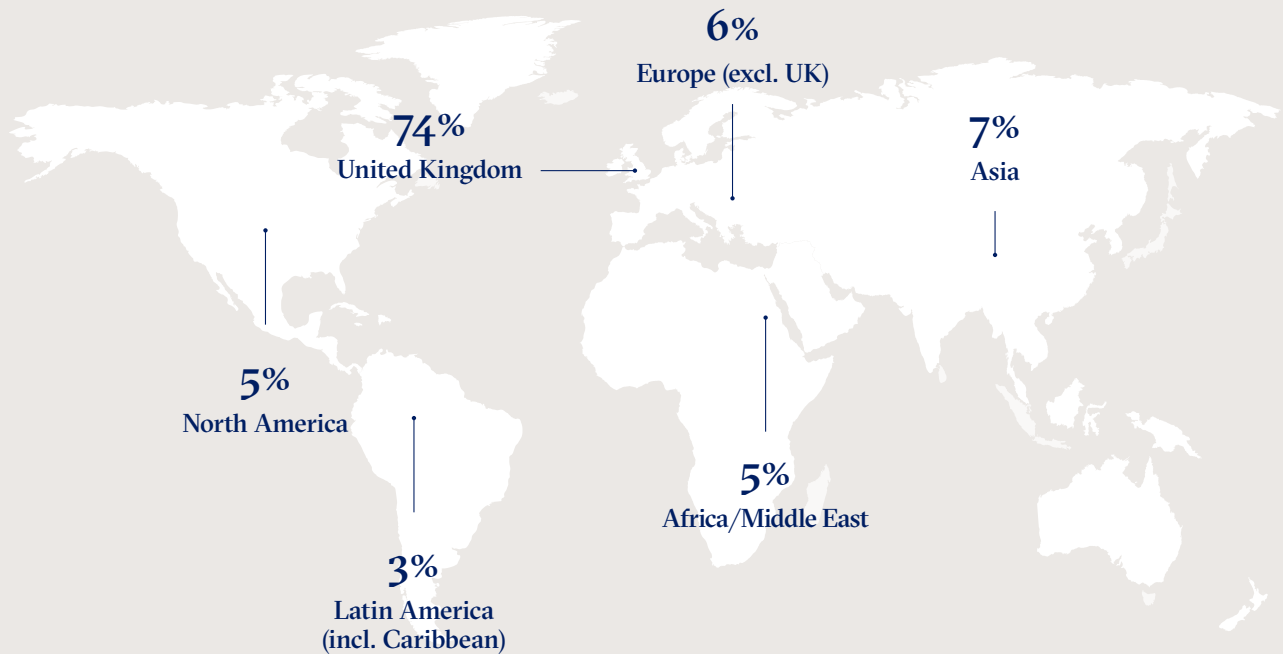 6%
Europe (excl. UK)
74%
United Kingdom
7%
Asia
5%
North America
5%
Africa/Middle East
3%
Latin America
(incl. Caribbean)